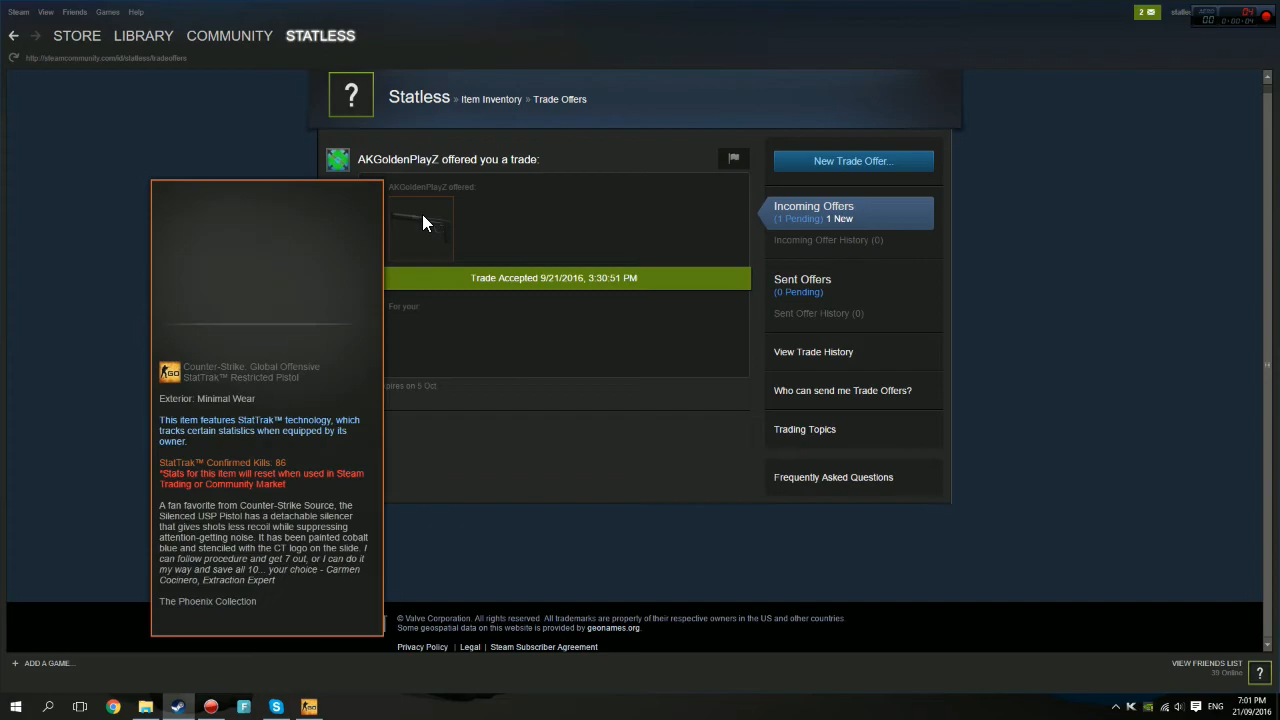 Steam View Friends Games Help
2
STORE LIBRARY COMMUNITY STATLESS
http://steamcommunity.com/id/statless/tradeoffers
? Statless » Item Inventory » Trade Offers
AKGoldenPlayZ offered you a trade:
AKGoldenPlayZ offered:
Trade Accepted 9/21/2016, 3:30:51 PM
For your
pires on 5 Oct.
Counter-Strike: Global Offensive
StatTrak™ Restricted Pistol
Exterior: Minimal Wear
This item features StatTrak™ technology, which
tracks certain statistics when equipped by its
owner.
StatTrak™ Confirmed Kills: 86
*Stats for this item will reset when used in Steam
Trading or Community Market
A fan favorite from Counter-Strike Source, the
Silenced USP Pistol has a detachable silencer
that gives shots less recoil while suppressing
attention-getting noise. It has been painted cobalt
blue and stenciled with the CT logo on the slide. I
can follow procedure and get 7 out, or I can do it
my way and save all 10... your choice - Carmen
Cocinero, Extraction Expert
The Phoenix Collection
New Trade Offer...
Incoming Offers
(1 Pending) 1 New
Incoming Offer History (0)
Sent Offers
(0 Pending)
Sent Offer History (0)
View Trade History
Who can send me Trade Offers?
Trading Topics
Frequently Asked Questions
© Valve Corporation. All rights reserved. All trademarks are property of their respective owners in the US and other countries.
Some geospatial data on this website is provided by geonames.org.
Privacy Policy | Legal | Steam Subscriber Agreement
+ ADD A GAME...
VIEW FRIENDS LIST
39 Online
?
ENG
7:01 PM
21/09/2016